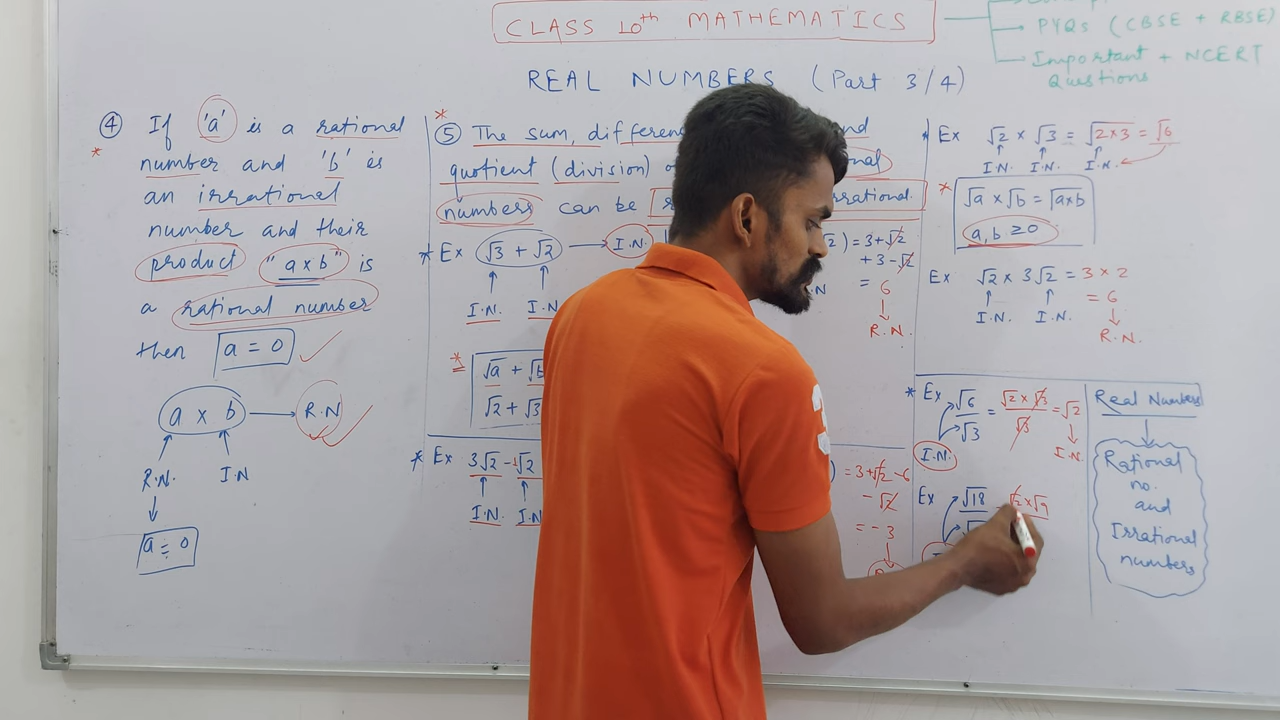 CLASS 10th MATHEMATICS
PYQs (CBSE + RBSE)
Important + NCERT
Questions
REAL NUMBERS (Part 3/4)
④ If 'a' is a rational
* number and 'b' is
an irrational
number and their
product "a×b" is
a rational number
then a = 0 ✓
a × b → R.N
R.N. I.N
a = 0
*
⑤ The sum, differen
quotient (division)
numbers can be
irrational.
* Ex √3 + √2 → I.N.
I.N. I.N
* √a +
√2 + √3
* Ex 3√2 - √2
I.N. I.N.
2) = 3+√2
+3-√2
= 6
R.N.
) = 3+√2-6
-√2
= -3
* Ex √2 × √3 = √2×3 = √6
I.N. I.N. I.N.
* √a × √b = √a×b
a, b ≥ 0
Ex √2 × 3√2 = 3 × 2
= 6
I.N. I.N. R.N.
* Ex √6/√3 = √2 × √3/√3 = √2
I.N. I.N.
Ex √18 √2×√9
Real Numbers
Rational
no.
and
Irrational
numbers